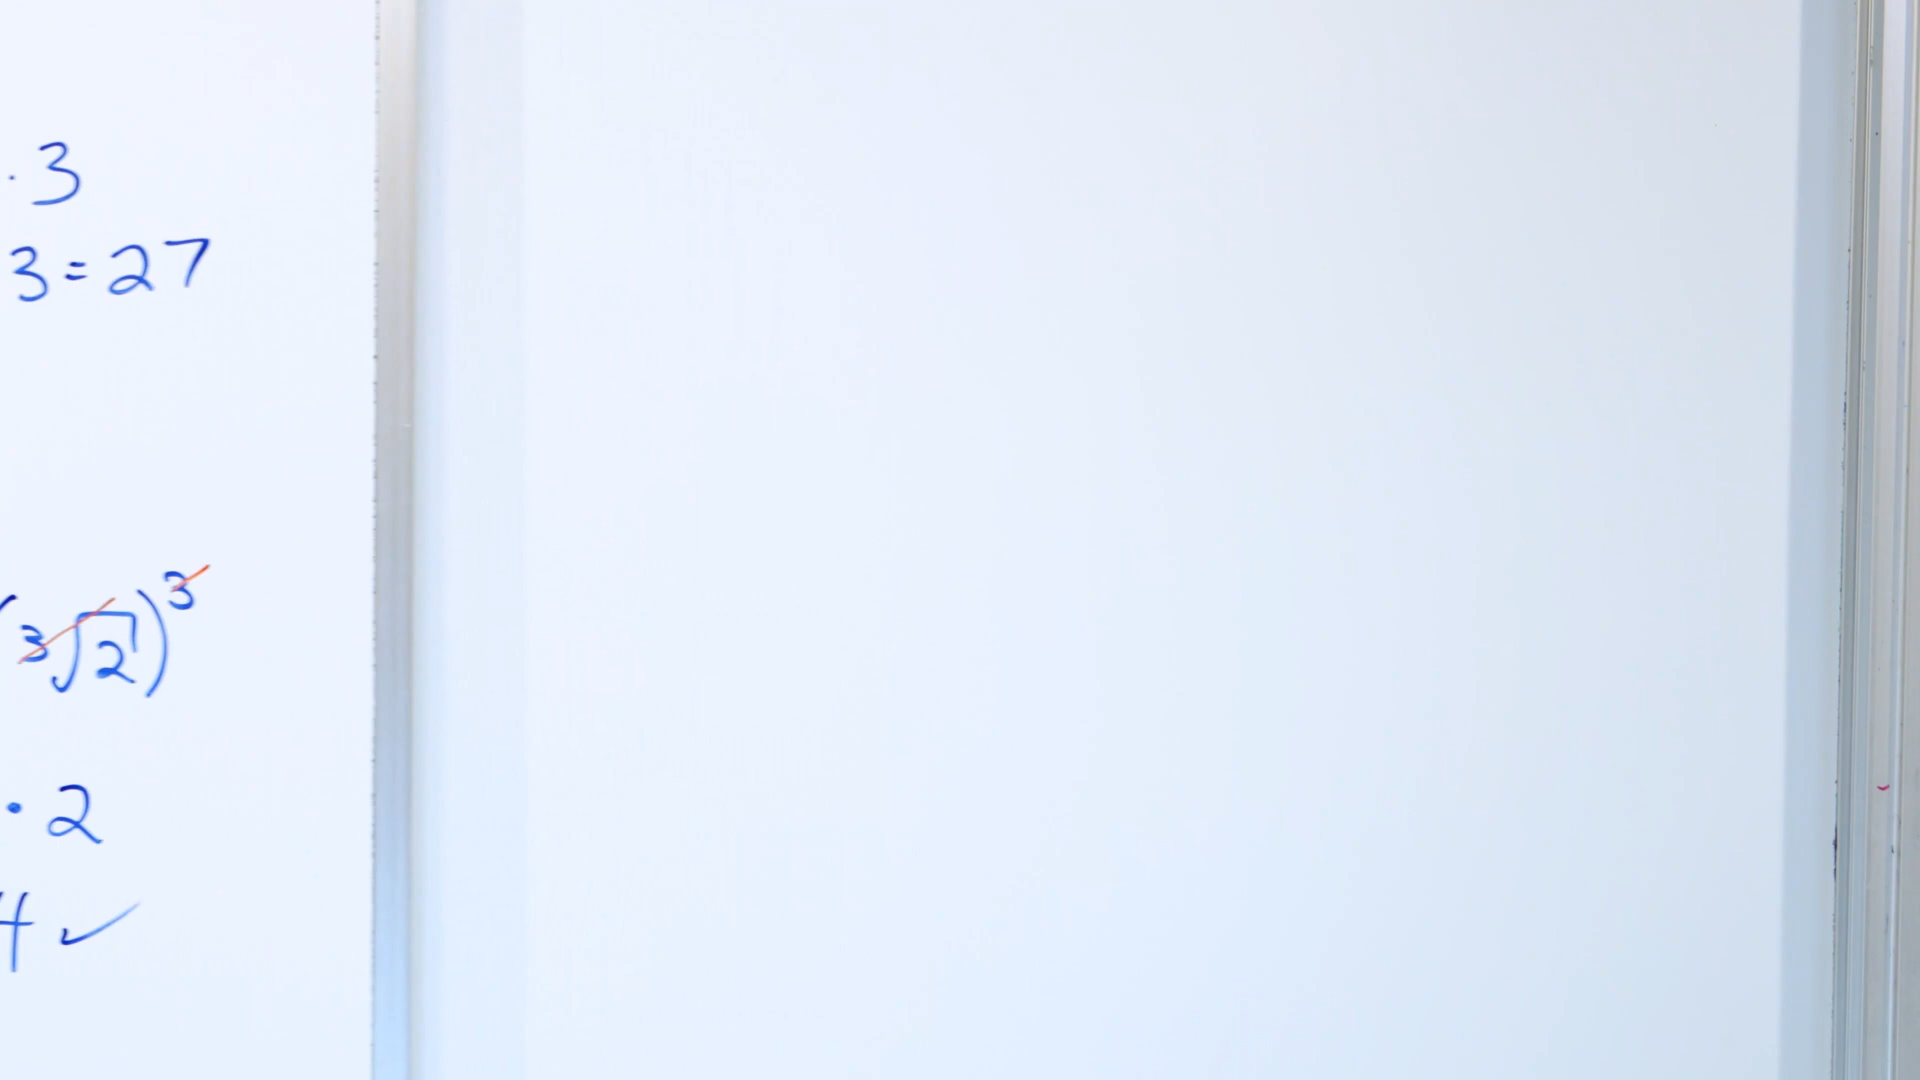 · 3
3 = 27
(∛2)³
· 2
4 ✓